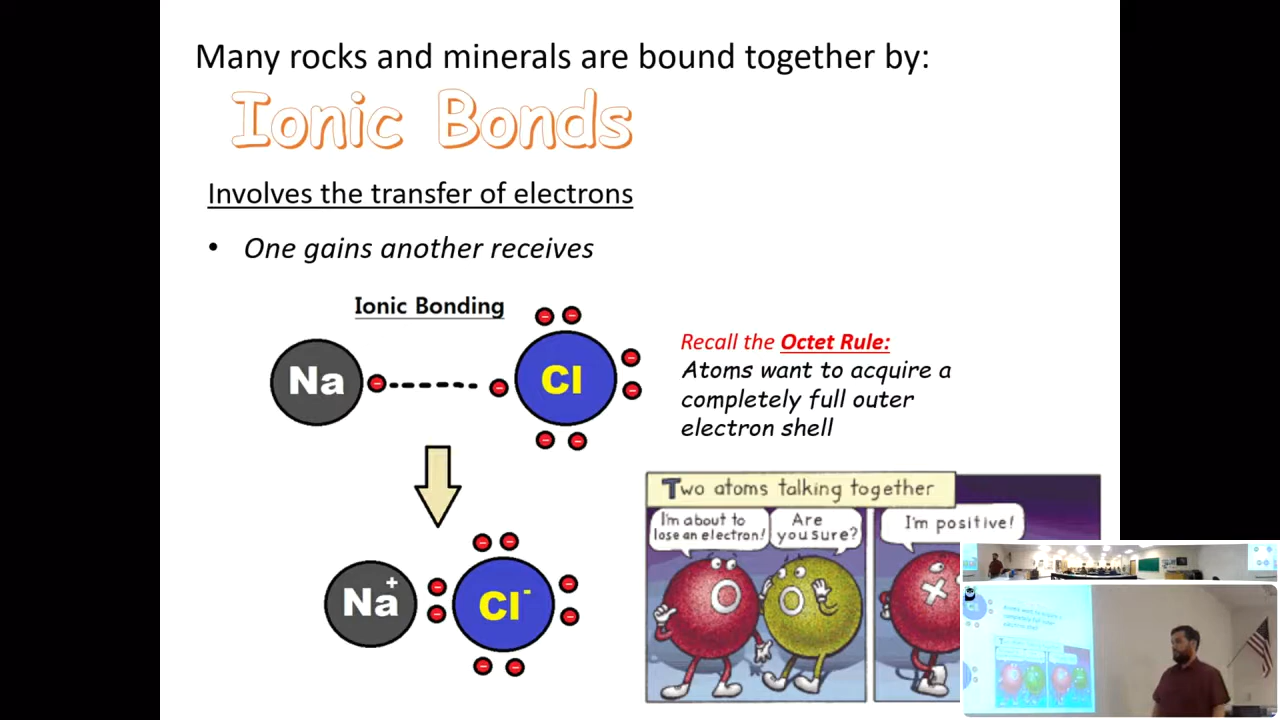 Many rocks and minerals are bound together by:
Ionic Bonds
Involves the transfer of electrons
• One gains another receives
Ionic Bonding
Na
Cl
Recall the Octet Rule:
Atoms want to acquire a
completely full outer
electron shell
Na+
Cl-
Two atoms talking together
I'm about to
lose an electron!
Are
you sure?
I'm positive!